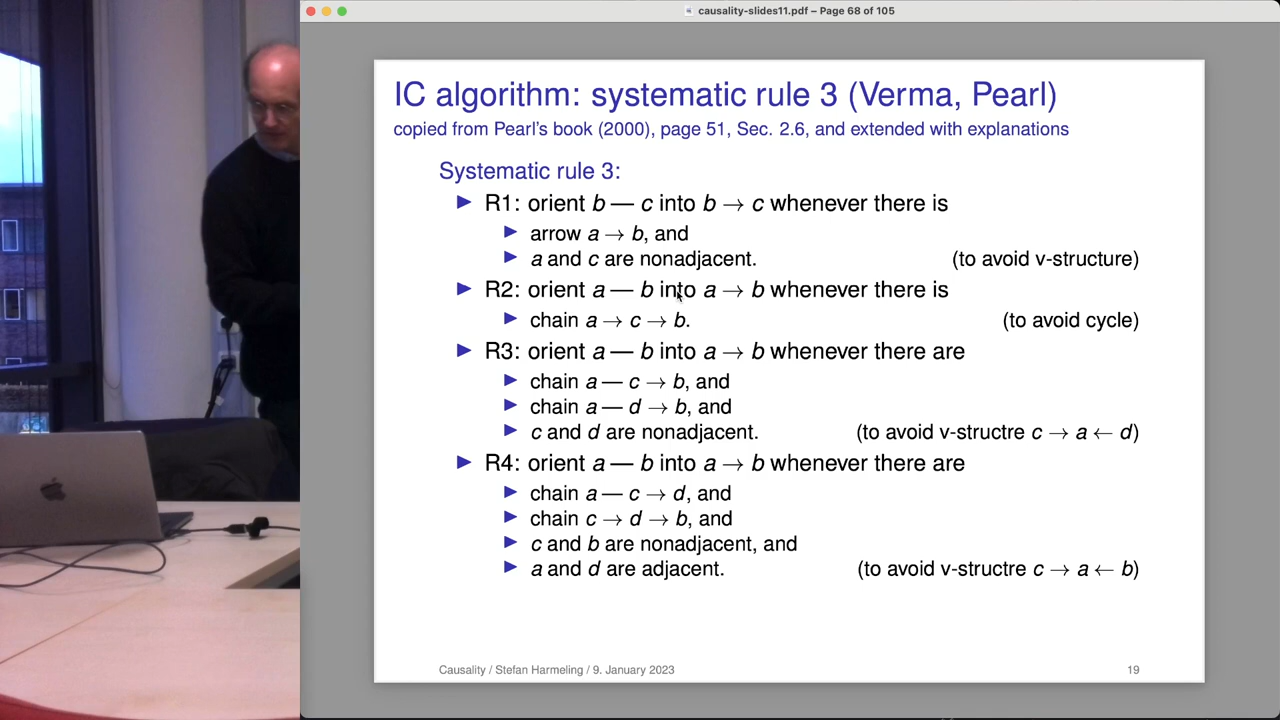 causality-slides11.pdf – Page 68 of 105
IC algorithm: systematic rule 3 (Verma, Pearl)
copied from Pearl's book (2000), page 51, Sec. 2.6, and extended with explanations
Systematic rule 3:
R1: orient b — c into b → c whenever there is
arrow a → b, and
a and c are nonadjacent. (to avoid v-structure)
R2: orient a — b into a → b whenever there is
chain a → c → b. (to avoid cycle)
R3: orient a — b into a → b whenever there are
chain a — c → b, and
chain a — d → b, and
c and d are nonadjacent. (to avoid v-structre c → a ← d)
R4: orient a — b into a → b whenever there are
chain a — c → d, and
chain c → d → b, and
c and b are nonadjacent, and
a and d are adjacent. (to avoid v-structre c → a ← b)
Causality / Stefan Harmeling / 9. January 2023 19